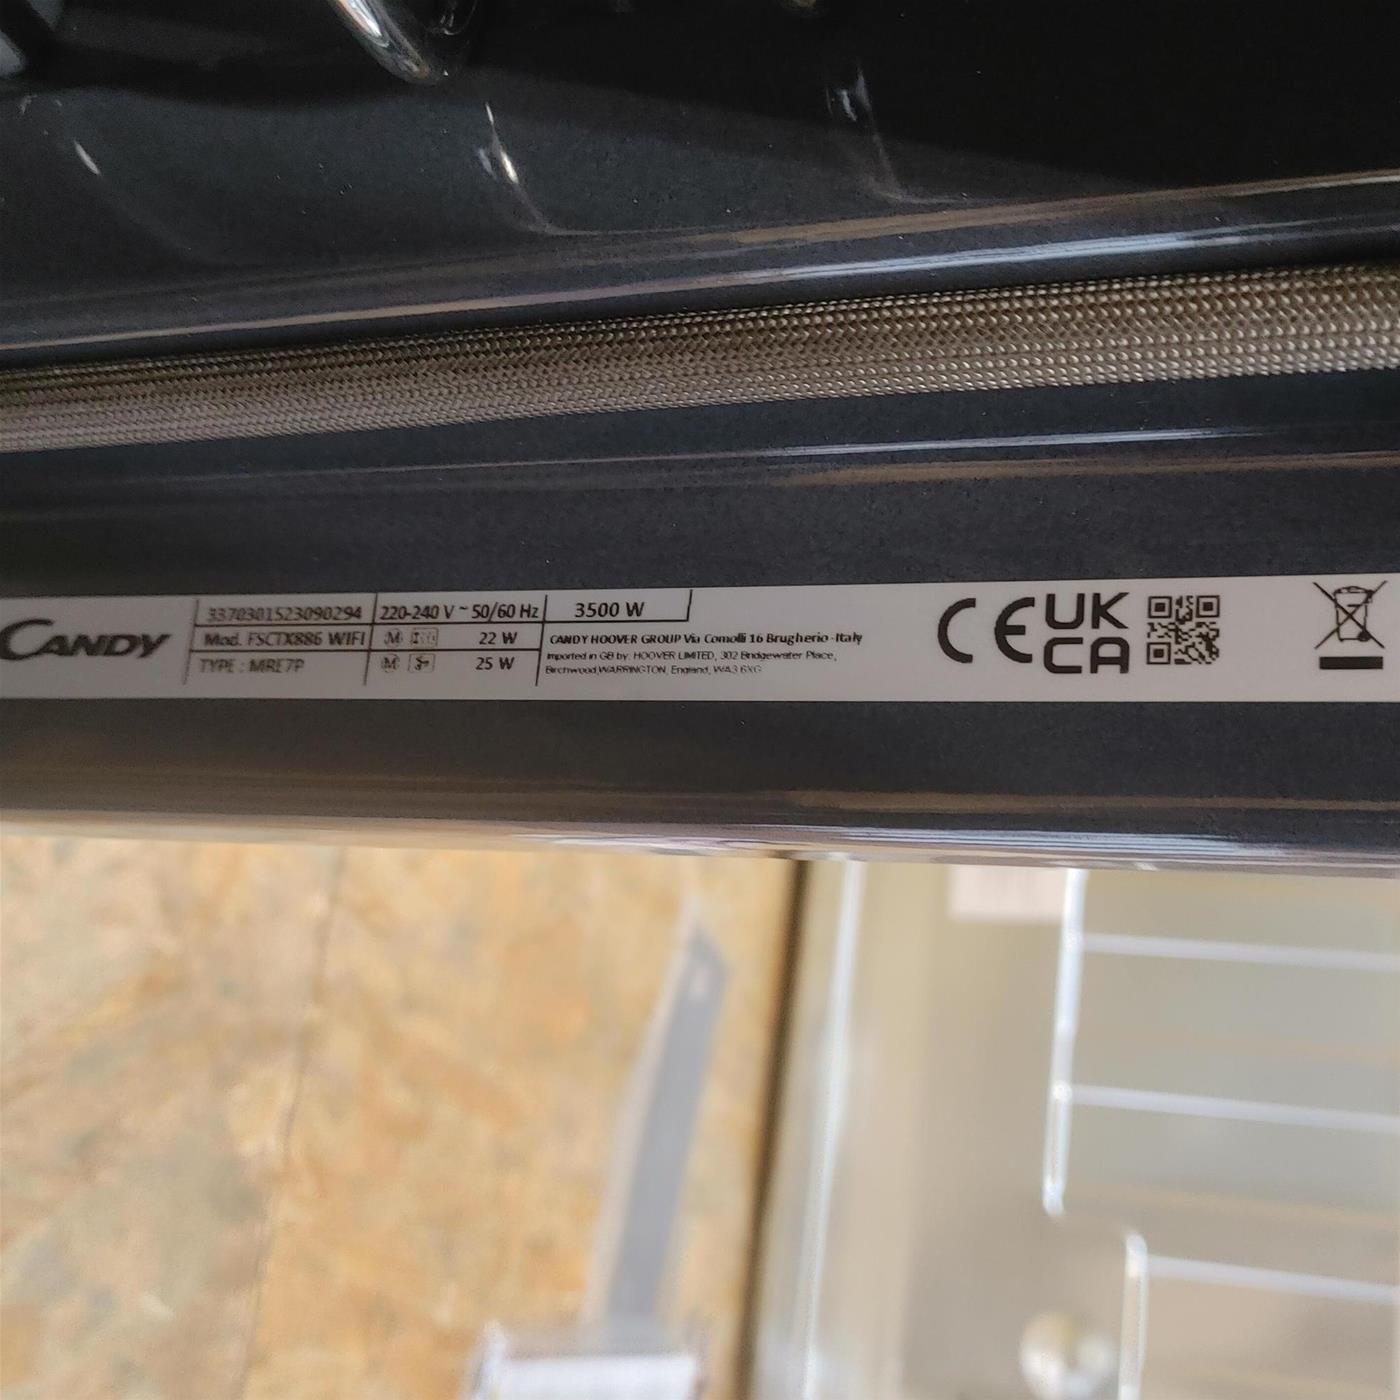 CANDY
3370301523090294
220-240 V ~ 50/60 Hz
3500 W
Mod. FSCTX886 WIFI
M
22 W
TYPE : MRE7P
M
25 W
CANDY HOOVER GROUP Via Comolli 16 Brugherio -Italy
Imported in GB by: HOOVER LIMITED, 302 Bridgewater Place,
Birchwood,WARRINGTON, England, WA3 6XG
CE
UK
CA